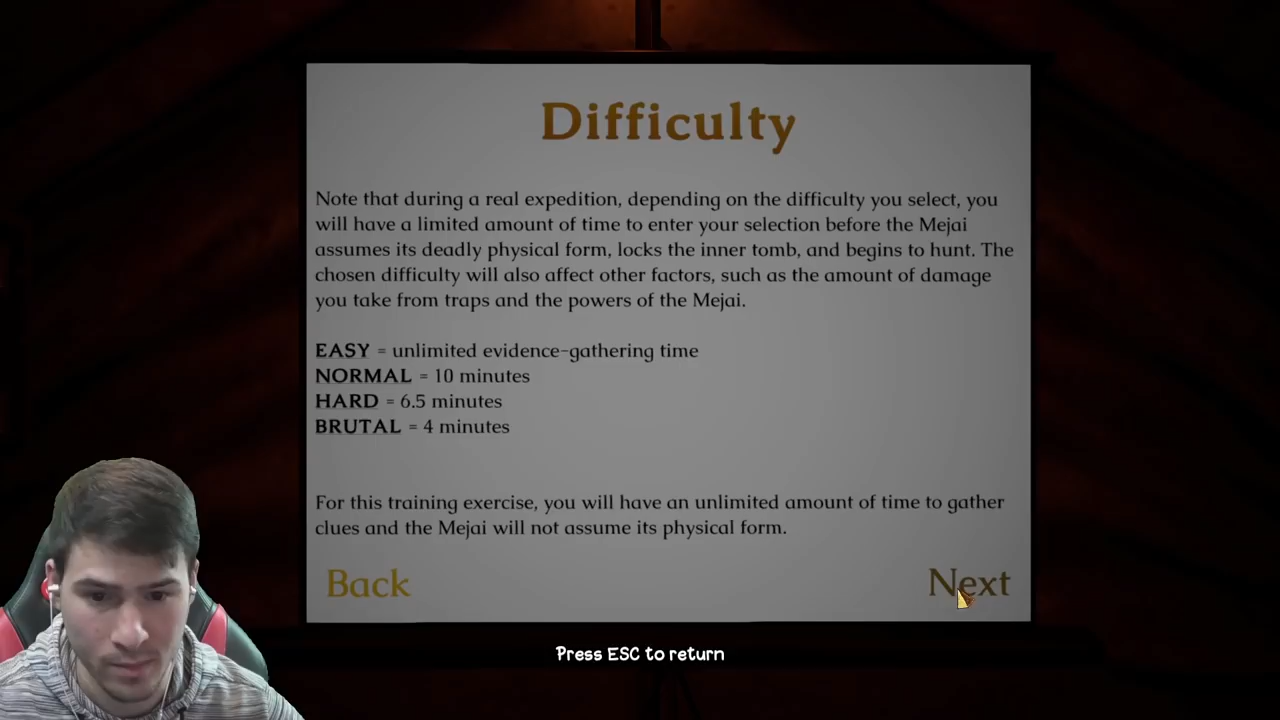 Difficulty
Note that during a real expedition, depending on the difficulty you select, you
will have a limited amount of time to enter your selection before the Mejai
assumes its deadly physical form, locks the inner tomb, and begins to hunt. The
chosen difficulty will also affect other factors, such as the amount of damage
you take from traps and the powers of the Mejai.
EASY = unlimited evidence-gathering time
NORMAL = 10 minutes
HARD = 6.5 minutes
BRUTAL = 4 minutes
For this training exercise, you will have an unlimited amount of time to gather
clues and the Mejai will not assume its physical form.
Back
Next
Press ESC to return